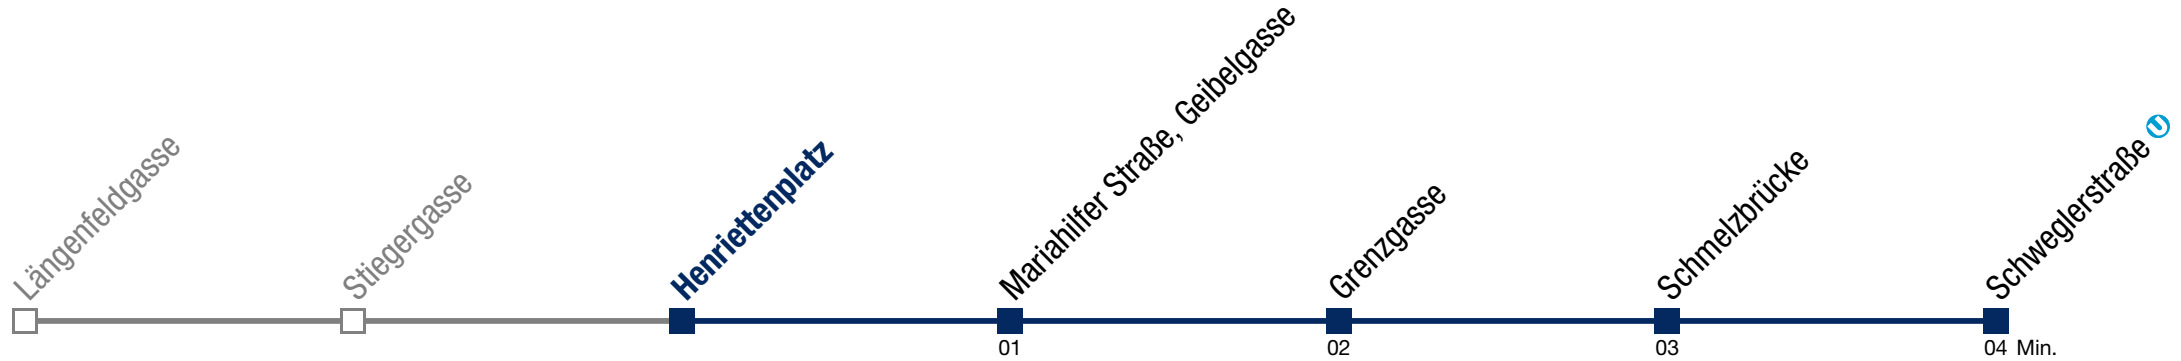 Längenfeldgasse
Stiegergasse
Henriettenplatz
Mariahilfer Straße, Geibelgasse
Grenzgasse
Schmelzbrücke
Schweglerstraße U
01
02
03
04 Min.